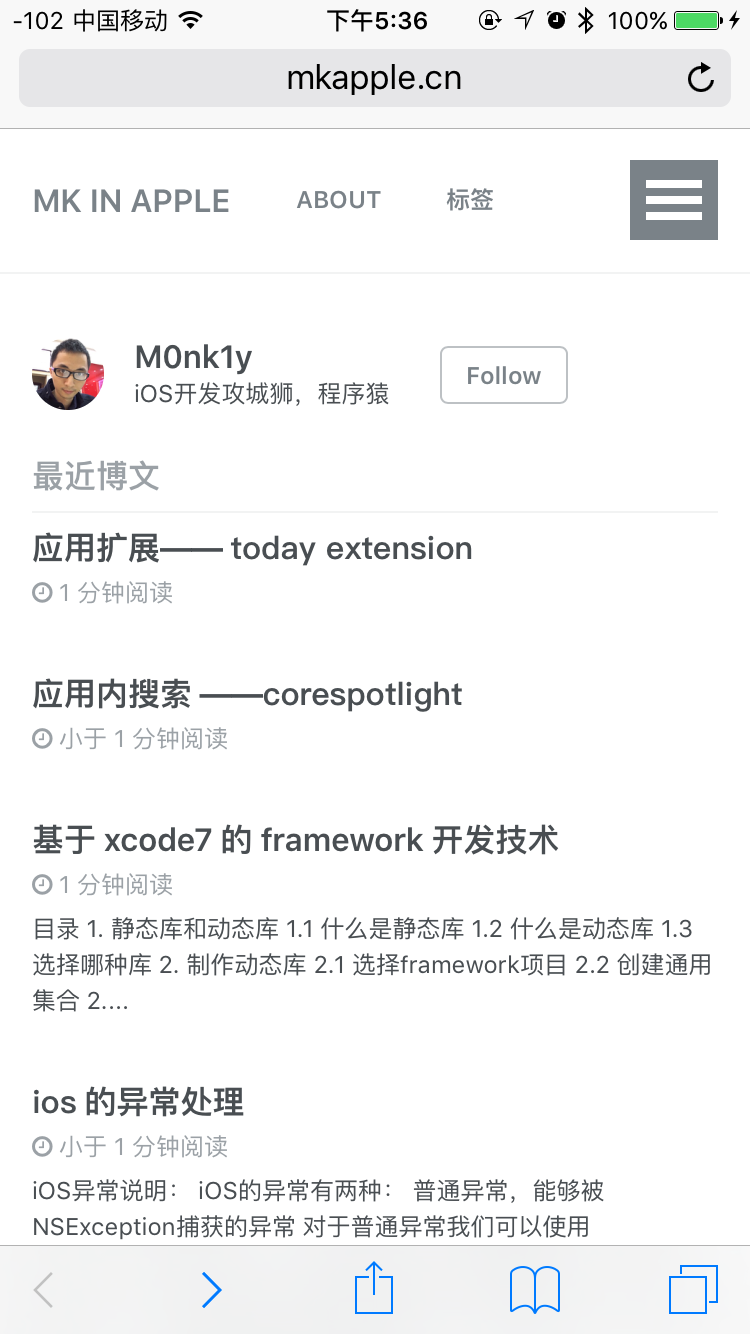 -102 中国移动 下午5:36 100%
mkapple.cn
MK IN APPLE ABOUT 标签
M0nk1y
iOS开发攻城狮，程序猿
Follow
最近博文
应用扩展—— today extension
1 分钟阅读
应用内搜索 ——corespotlight
小于 1 分钟阅读
基于 xcode7 的 framework 开发技术
1 分钟阅读
目录 1. 静态库和动态库 1.1 什么是静态库 1.2 什么是动态库 1.3
选择哪种库 2. 制作动态库 2.1 选择framework项目 2.2 创建通用
集合 2....
ios 的异常处理
小于 1 分钟阅读
iOS异常说明： iOS的异常有两种： 普通异常，能够被
NSException捕获的异常 对于普通异常我们可以使用